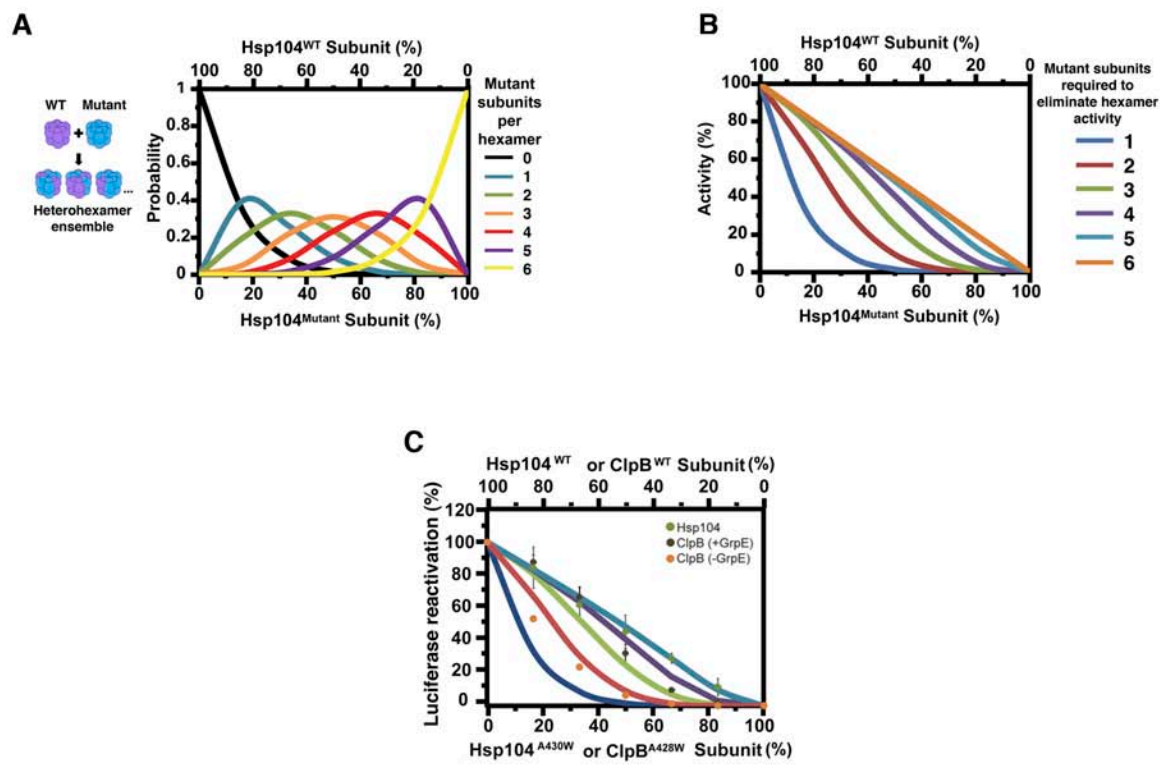 A
Hsp104WT Subunit (%)
100 80 60 40 20 0
WT Mutant
+
Heterohexamer
ensemble
...
Probability
1
0.8
0.6
0.4
0.2
0
0 20 40 60 80 100
Hsp104Mutant Subunit (%)
Mutant
subunits
per
hexamer
0
1
2
3
4
5
6
B
Hsp104WT Subunit (%)
100 80 60 40 20 0
Activity (%)
100
80
60
40
20
0
0 20 40 60 80 100
Hsp104Mutant Subunit (%)
Mutant subunits
required to
eliminate hexamer
activity
1
2
3
4
5
6
C
Hsp104 WT or ClpBWT Subunit (%)
100 80 60 40 20 0
Luciferase reactivation (%)
120
100
80
60
40
20
0
Hsp104
ClpB (+GrpE)
ClpB (-GrpE)
0 20 40 60 80 100
Hsp104 A430W or ClpBA428W Subunit (%)